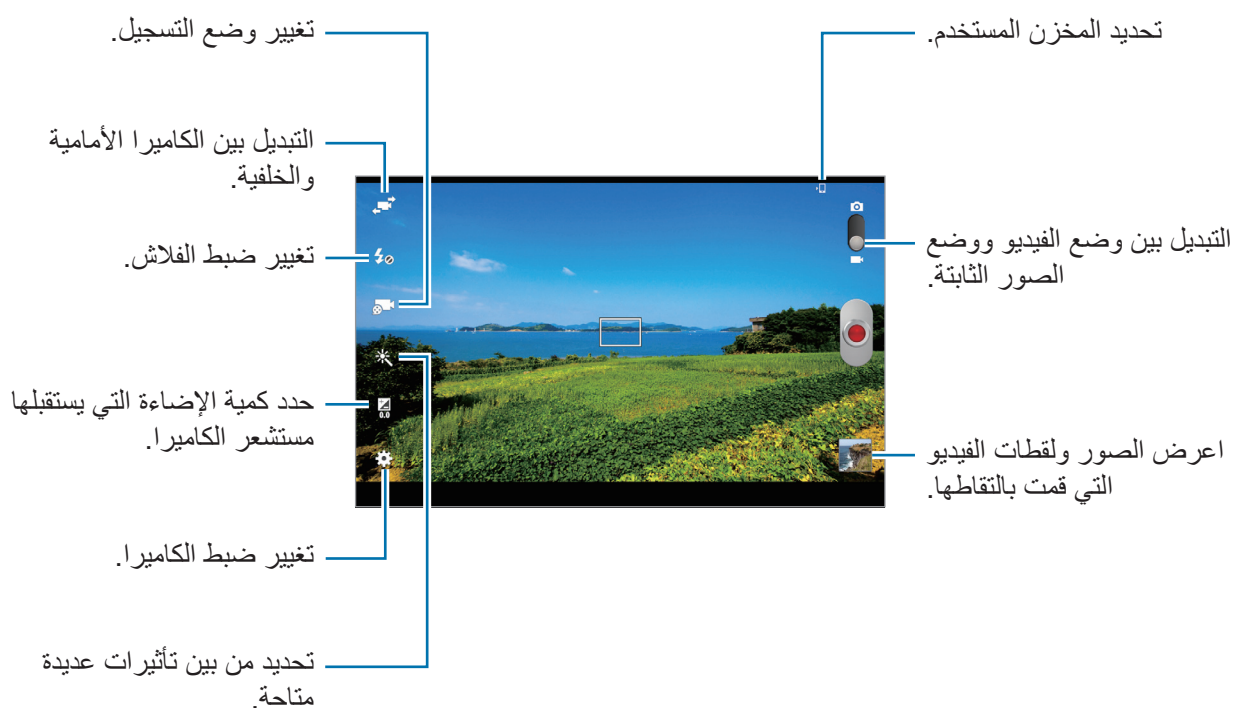 تحديد المخزن المستخدم.
التبديل بين وضع الفيديو ووضع
الصور الثابتة.
اعرض الصور ولقطات الفيديو
التي قمت بالتقاطها.
تغيير وضع التسجيل.
التبديل بين الكاميرا الأمامية
والخلفية.
تغيير ضبط الفلاش.
حدد كمية الإضاءة التي يستقبلها
مستشعر الكاميرا.
تغيير ضبط الكاميرا.
تحديد من بين تأثيرات عديدة
متاحة.
0.0